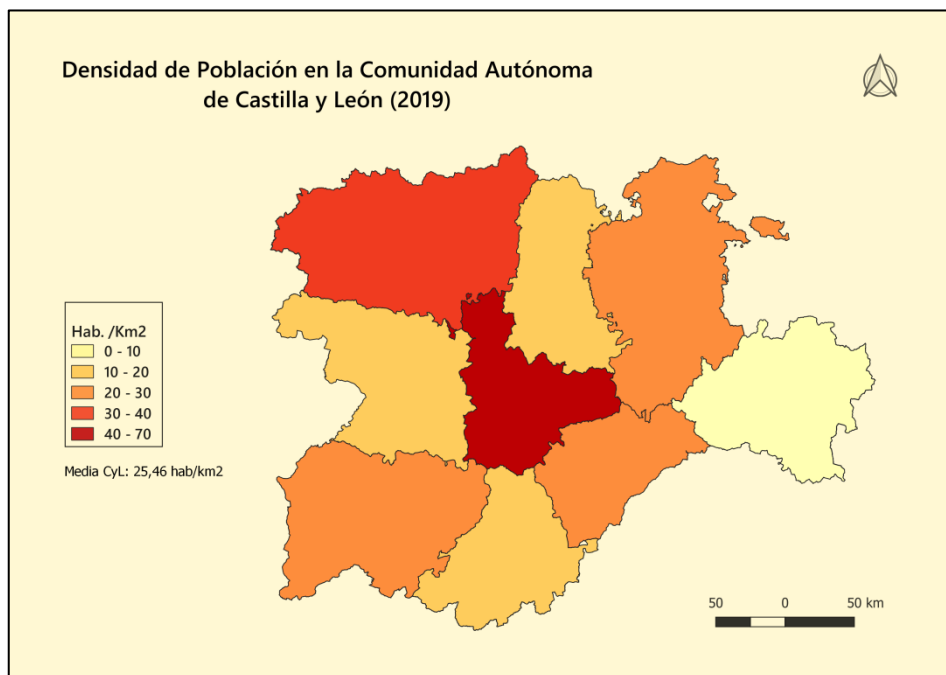 Densidad de Población en la Comunidad Autónoma
de Castilla y León (2019)
Hab. /Km2
0 - 10
10 - 20
20 - 30
30 - 40
40 - 70
Media CyL: 25,46 hab/km2
50 0 50 km